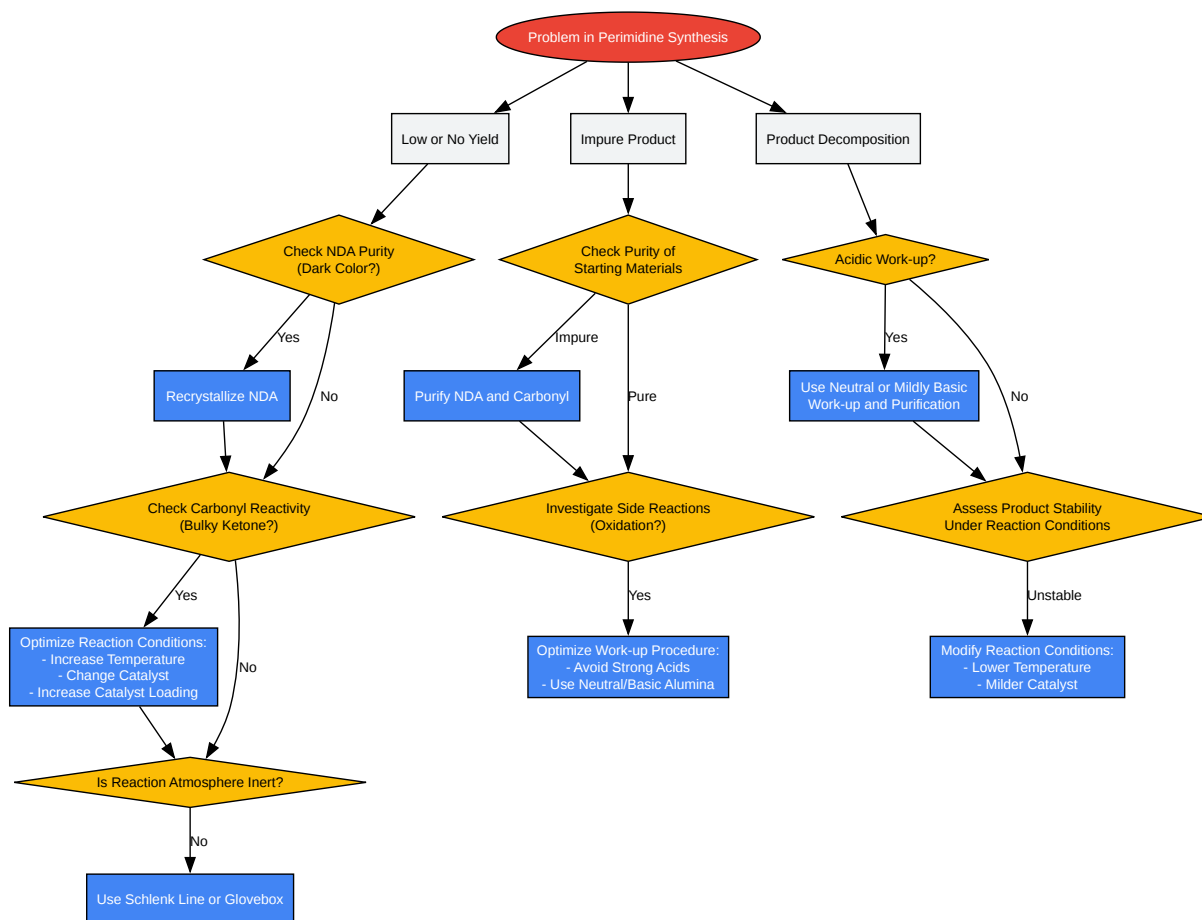 Problem in Perimidine Synthesis
Low or No Yield
Impure Product
Product Decomposition
Check NDA Purity
(Dark Color?)
Check Purity of
Starting Materials
Acidic Work-up?
Yes
Impure
Yes
Recrystallize NDA
No
Purify NDA and Carbonyl
Pure
Use Neutral or Mildly Basic
Work-up and Purification
No
Check Carbonyl Reactivity
(Bulky Ketone?)
Investigate Side Reactions
(Oxidation?)
Assess Product Stability
Under Reaction Conditions
Yes
Yes
Unstable
Optimize Reaction Conditions:
- Increase Temperature
- Change Catalyst
- Increase Catalyst Loading
No
Optimize Work-up Procedure:
- Avoid Strong Acids
- Use Neutral/Basic Alumina
Modify Reaction Conditions:
- Lower Temperature
- Milder Catalyst
Is Reaction Atmosphere Inert?
No
Use Schlenk Line or Glovebox